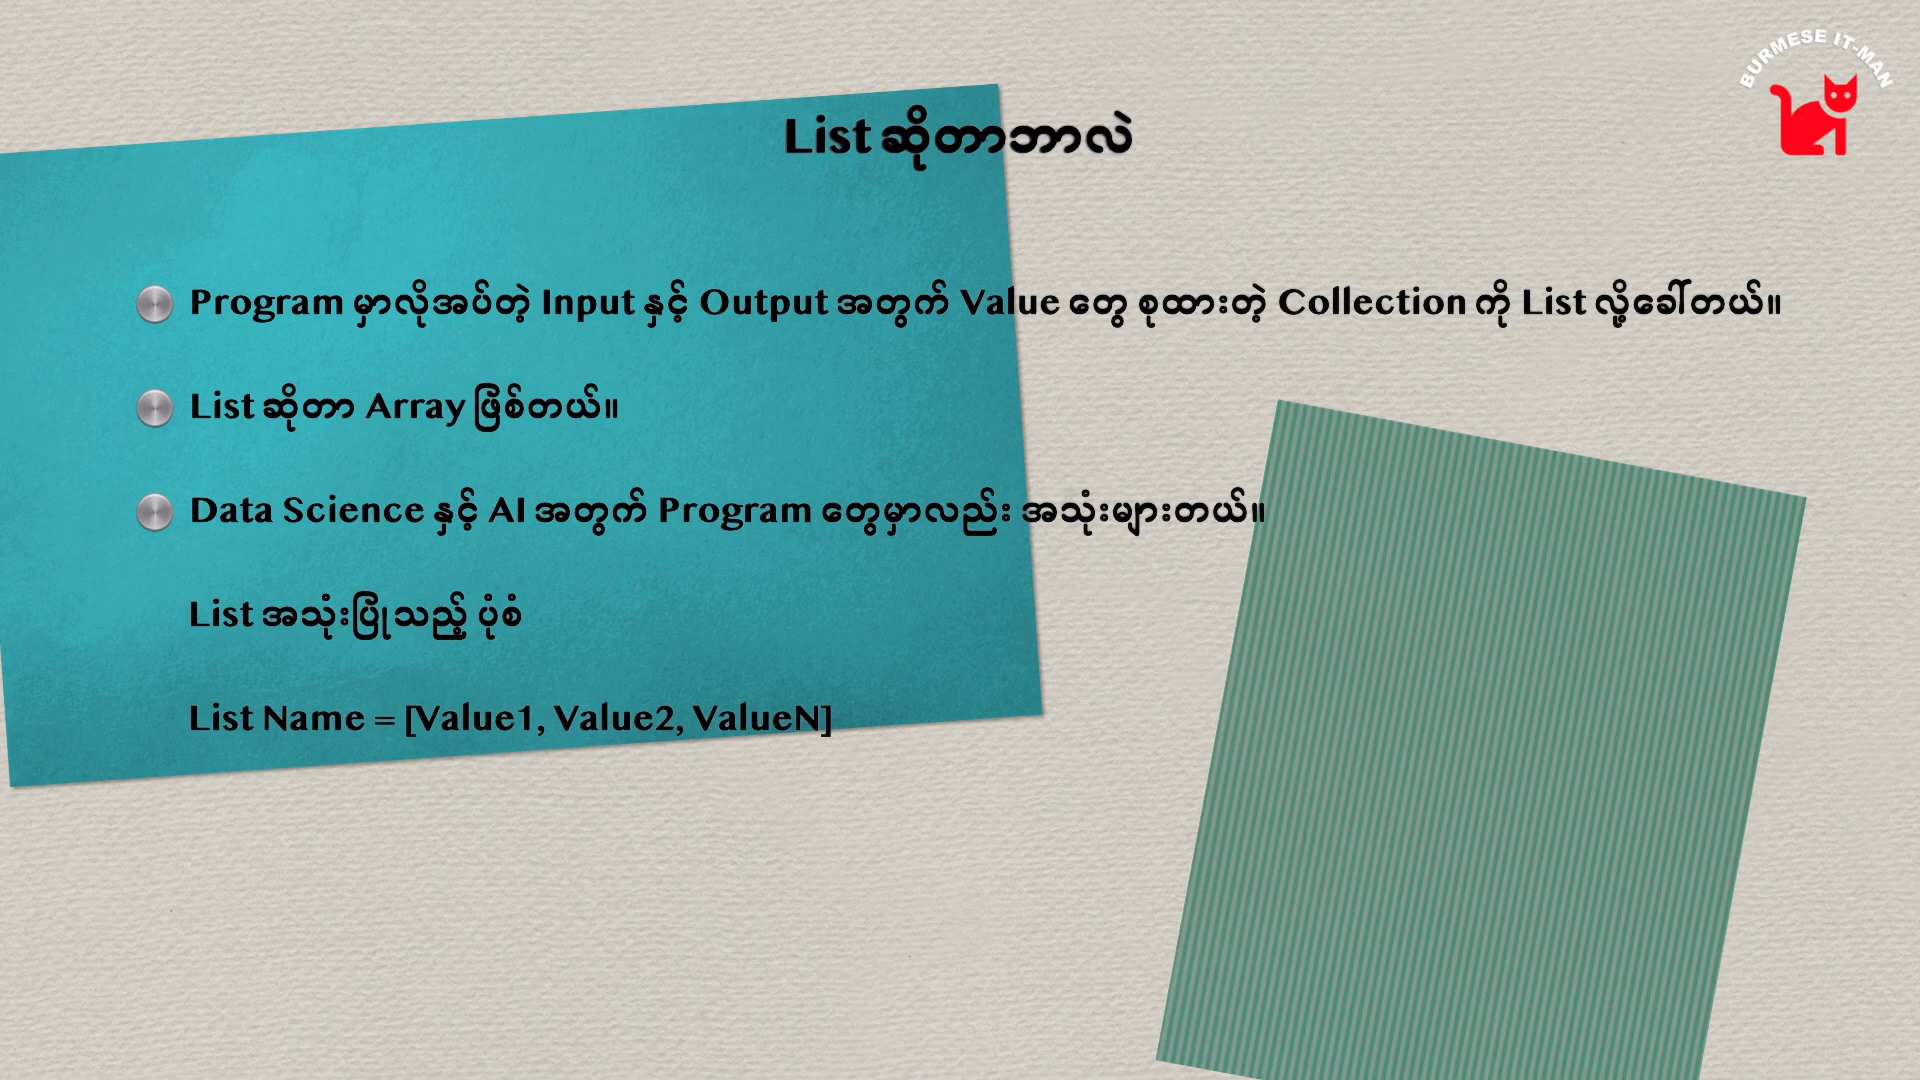 BURMESE IT-MAN
List ဆိုတာဘာလဲ
Program မှာလိုအပ်တဲ့ Input နှင့် Output အတွက် Value တွေ စုထားတဲ့ Collection ကို List လို့ခေါ်တယ်။
List ဆိုတာ Array ဖြစ်တယ်။
Data Science နှင့် AI အတွက် Program တွေမှာလည်း အသုံးများတယ်။
List အသုံးပြုသည့် ပုံစံ
List Name = [Value1, Value2, ValueN]